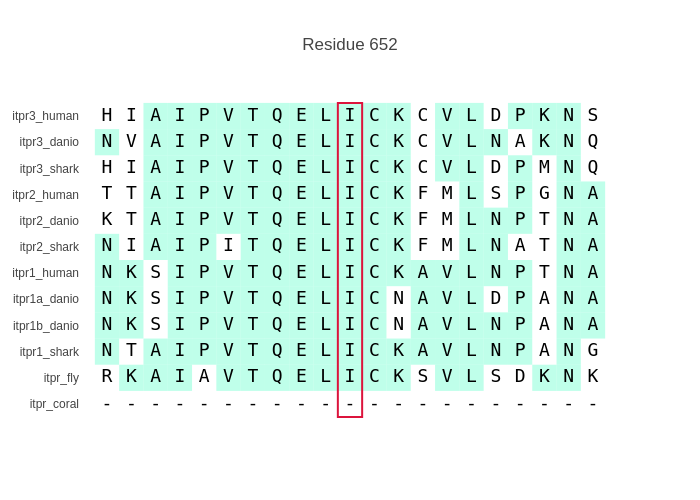 Residue 652
itpr3_human H I A I P V T Q E L I C K C V L D P K N S
itpr3_danio N V A I P V T Q E L I C K C V L N A K N Q
itpr3_shark H I A I P V T Q E L I C K C V L D P M N Q
itpr2_human T T A I P V T Q E L I C K F M L S P G N A
itpr2_danio K T A I P V T Q E L I C K F M L N P T N A
itpr2_shark N I A I P I T Q E L I C K F M L N A T N A
itpr1_human N K S I P V T Q E L I C K A V L N P T N A
itpr1a_danio N K S I P V T Q E L I C N A V L D P A N A
itpr1b_danio N K S I P V T Q E L I C N A V L N P A N A
itpr1_shark N T A I P V T Q E L I C K A V L N P A N G
itpr_fly R K A I A V T Q E L I C K S V L S D K N K
itpr_coral - - - - - - - - - - - - - - - - - - - - -